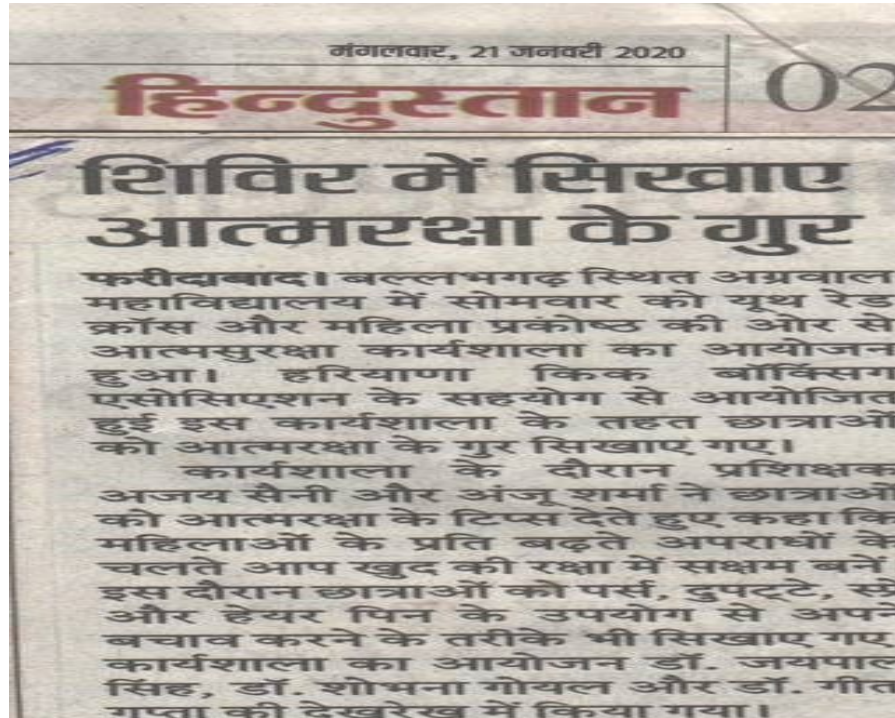 मंगलवार, 21 जनवरी 2020
हिन्दुस्तान 02
शिविर में सिखाए
आत्मरक्षा के गुर
फरीदाबाद। बल्लभगढ़ स्थित अग्रवाल
महाविद्यालय में सोमवार को यूथ रेड
क्रॉस और महिला प्रकोष्ठ की ओर से
आत्मसुरक्षा कार्यशाला का आयोजन
हुआ। हरियाणा किक बॉक्सिंग
एसोसिएशन के सहयोग से आयोजित
हुई इस कार्यशाला के तहत छात्राओं
को आत्मरक्षा के गुर सिखाए गए।
कार्यशाला के दौरान प्रशिक्षक
अजय सैनी और अंजू शर्मा ने छात्राओं
को आत्मरक्षा के टिप्स देते हुए कहा कि
महिलाओं के प्रति बढ़ते अपराधों के
चलते आप खुद की रक्षा में सक्षम बनें
इस दौरान छात्राओं को पर्स, दुपट्टे,
और हेयर पिन के उपयोग से
बचाव करने के तरीके भी सिखाए गए
कार्यशाला का आयोजन डॉ. जयपाल
सिंह, डॉ. शोभना गोयल और डॉ. गीत
गुप्ता की देखरेख में किया गया।